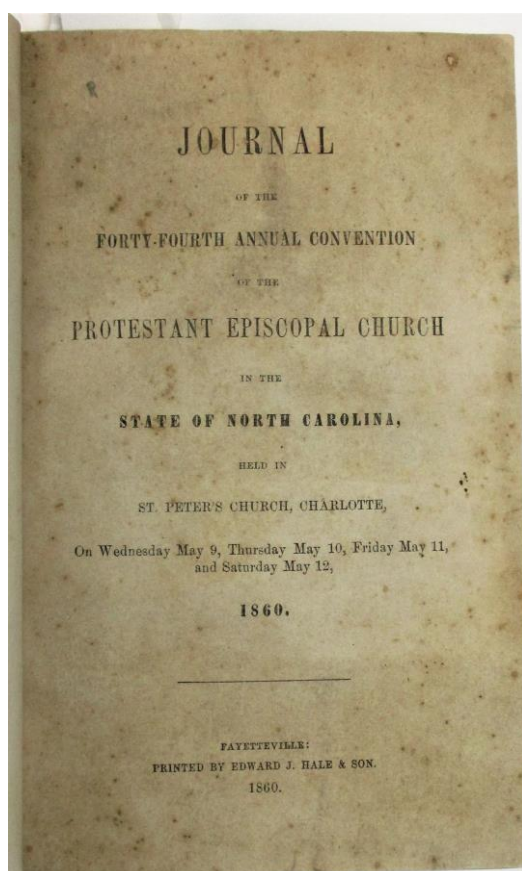 JOURNAL
OF THE
FORTY-FOURTH ANNUAL CONVENTION
OF THE
PROTESTANT EPISCOPAL CHURCH
IN THE
STATE OF NORTH CAROLINA,
HELD IN
ST. PETER'S CHURCH, CHARLOTTE,
On Wednesday May 9, Thursday May 10, Friday May 11,
and Saturday May 12,
1860.
FAYETTEVILLE:
PRINTED BY EDWARD J. HALE & SON.
1860.